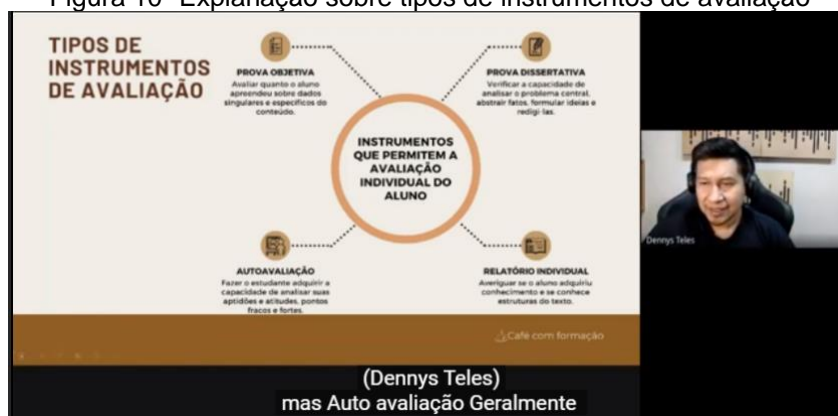 Figura 10- Explanação sobre tipos de instrumentos de avaliação
TIPOS DE
INSTRUMENTOS
DE AVALIAÇÃO
PROVA OBJETIVA
Avaliar quanto o aluno
apreendeu sobre dados
singulares e específicos do
conteúdo.
PROVA DISSERTATIVA
Verificar a capacidade de
analisar o problema central,
abstrair fatos, formular ideias e
redigi-las.
INSTRUMENTOS
QUE PERMITEM A
AVALIAÇÃO
INDIVIDUAL DO
ALUNO
AUTOAVALIAÇÃO
Fazer o estudante adquirir a
capacidade de analisar suas
aptidões e atitudes, pontos
fracos e fortes.
RELATÓRIO INDIVIDUAL
Averiguar se o aluno adquiriu
conhecimento e se conhece
estruturas do texto.
Café com formação
Dennys Teles
(Dennys Teles)
mas Auto avaliação Geralmente